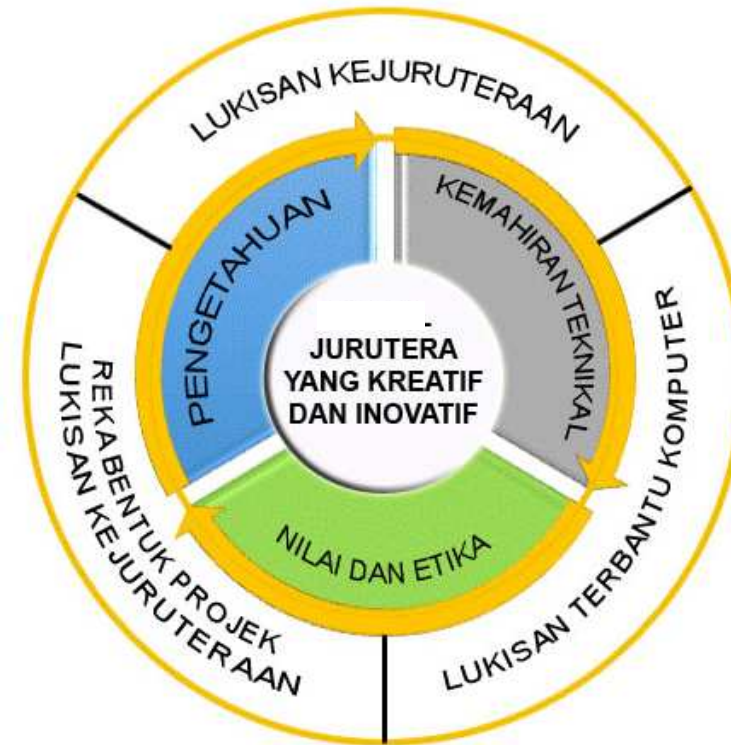 LUKISAN KEJURUTERAAN
PENGETAHUAN
KEMAHIRAN TEKNIKAL
JURUTERA
YANG KREATIF
DAN INOVATIF
NILAI DAN ETIKA
REKABENTUK PROJEK
LUKISAN KEJURUTERAAN
LUKISAN TERBANTU KOMPUTER